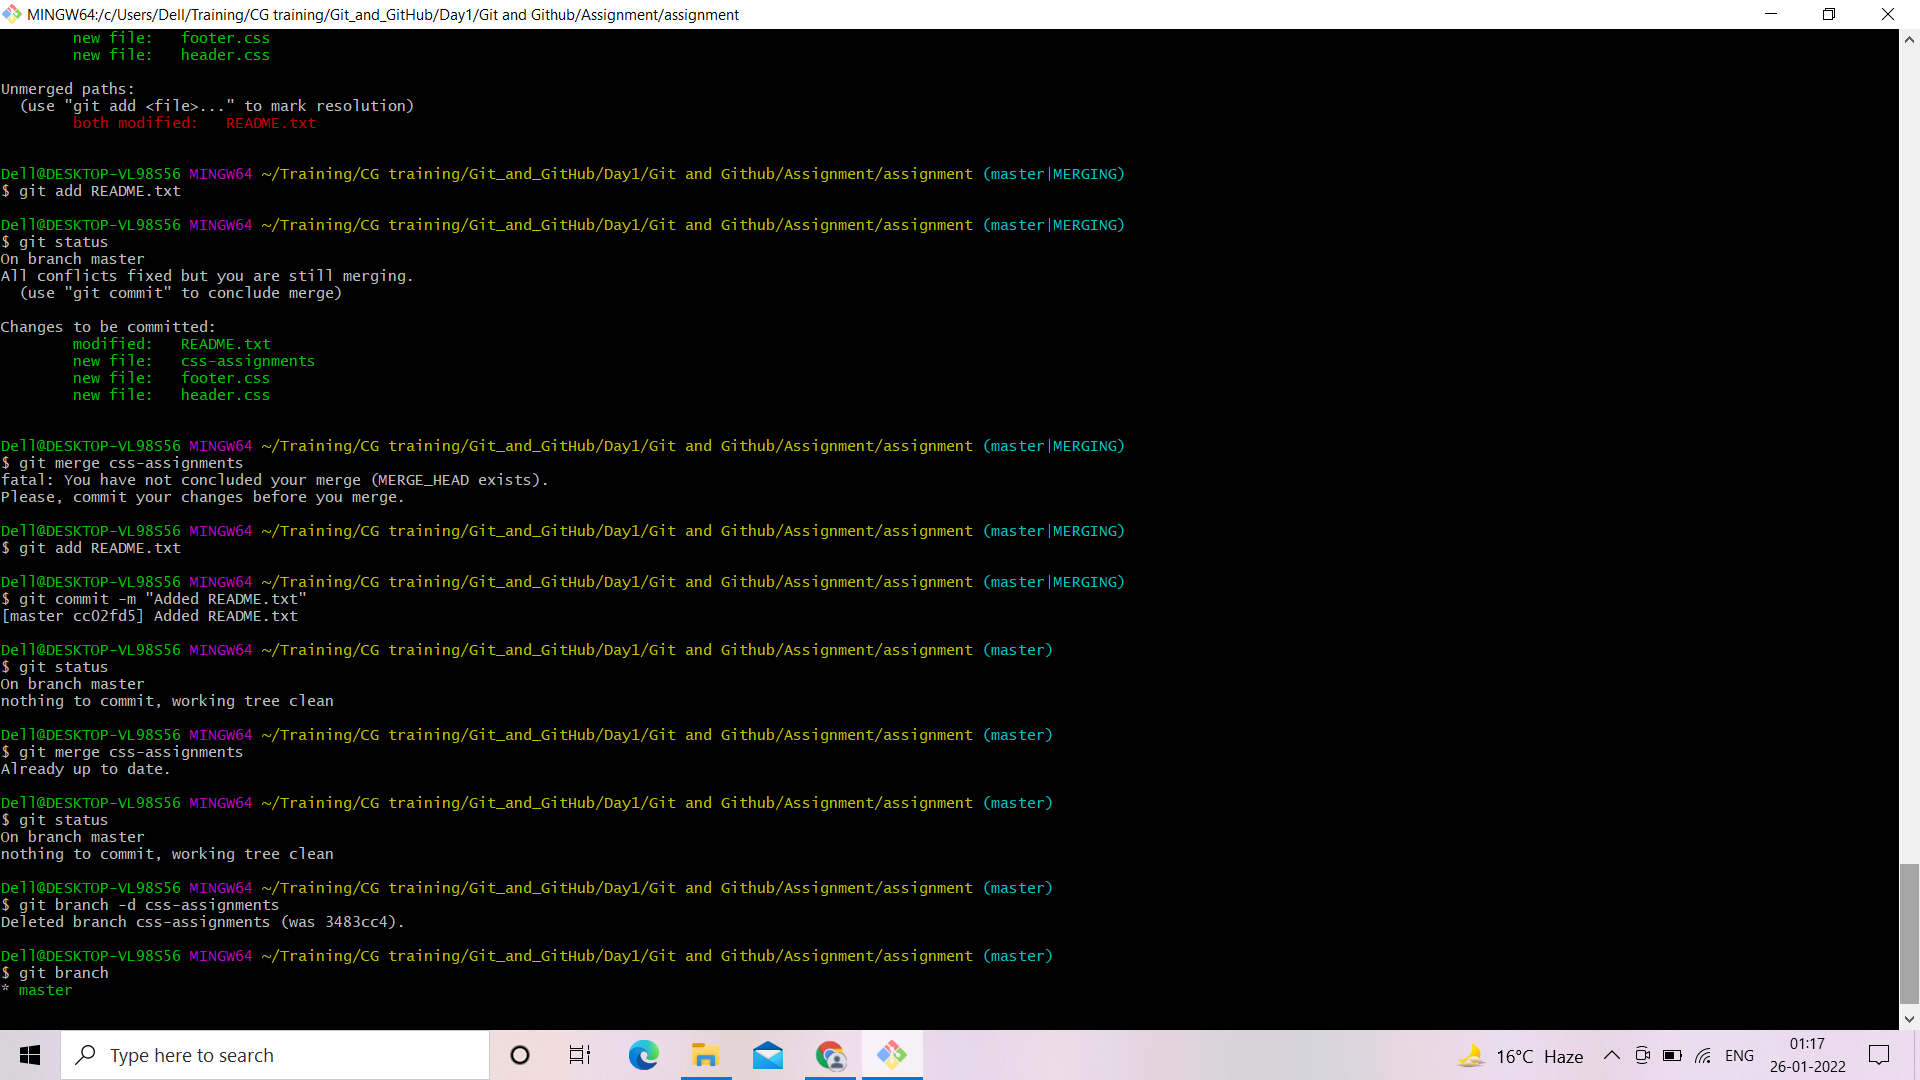 MINGW64:/c/Users/Dell/Training/CG training/Git_and_GitHub/Day1/Git and Github/Assignment/assignment
new file:   footer.css
new file:   header.css
Unmerged paths:
(use "git add <file>..." to mark resolution)
both modified:   README.txt
Dell@DESKTOP-VL98S56 MINGW64 ~/Training/CG training/Git_and_GitHub/Day1/Git and Github/Assignment/assignment (master|MERGING)
$ git add README.txt
Dell@DESKTOP-VL98S56 MINGW64 ~/Training/CG training/Git_and_GitHub/Day1/Git and Github/Assignment/assignment (master|MERGING)
$ git status
On branch master
All conflicts fixed but you are still merging.
(use "git commit" to conclude merge)
Changes to be committed:
modified:   README.txt
new file:   css-assignments
new file:   footer.css
new file:   header.css
Dell@DESKTOP-VL98S56 MINGW64 ~/Training/CG training/Git_and_GitHub/Day1/Git and Github/Assignment/assignment (master|MERGING)
$ git merge css-assignments
fatal: You have not concluded your merge (MERGE_HEAD exists).
Please, commit your changes before you merge.
Dell@DESKTOP-VL98S56 MINGW64 ~/Training/CG training/Git_and_GitHub/Day1/Git and Github/Assignment/assignment (master|MERGING)
$ git add README.txt
Dell@DESKTOP-VL98S56 MINGW64 ~/Training/CG training/Git_and_GitHub/Day1/Git and Github/Assignment/assignment (master|MERGING)
$ git commit -m "Added README.txt"
[master cc02fd5] Added README.txt
Dell@DESKTOP-VL98S56 MINGW64 ~/Training/CG training/Git_and_GitHub/Day1/Git and Github/Assignment/assignment (master)
$ git status
On branch master
nothing to commit, working tree clean
Dell@DESKTOP-VL98S56 MINGW64 ~/Training/CG training/Git_and_GitHub/Day1/Git and Github/Assignment/assignment (master)
$ git merge css-assignments
Already up to date.
Dell@DESKTOP-VL98S56 MINGW64 ~/Training/CG training/Git_and_GitHub/Day1/Git and Github/Assignment/assignment (master)
$ git status
On branch master
nothing to commit, working tree clean
Dell@DESKTOP-VL98S56 MINGW64 ~/Training/CG training/Git_and_GitHub/Day1/Git and Github/Assignment/assignment (master)
$ git branch -d css-assignments
Deleted branch css-assignments (was 3483cc4).
Dell@DESKTOP-VL98S56 MINGW64 ~/Training/CG training/Git_and_GitHub/Day1/Git and Github/Assignment/assignment (master)
$ git branch
* master
Type here to search
16°C Haze
ENG
01:17
26-01-2022